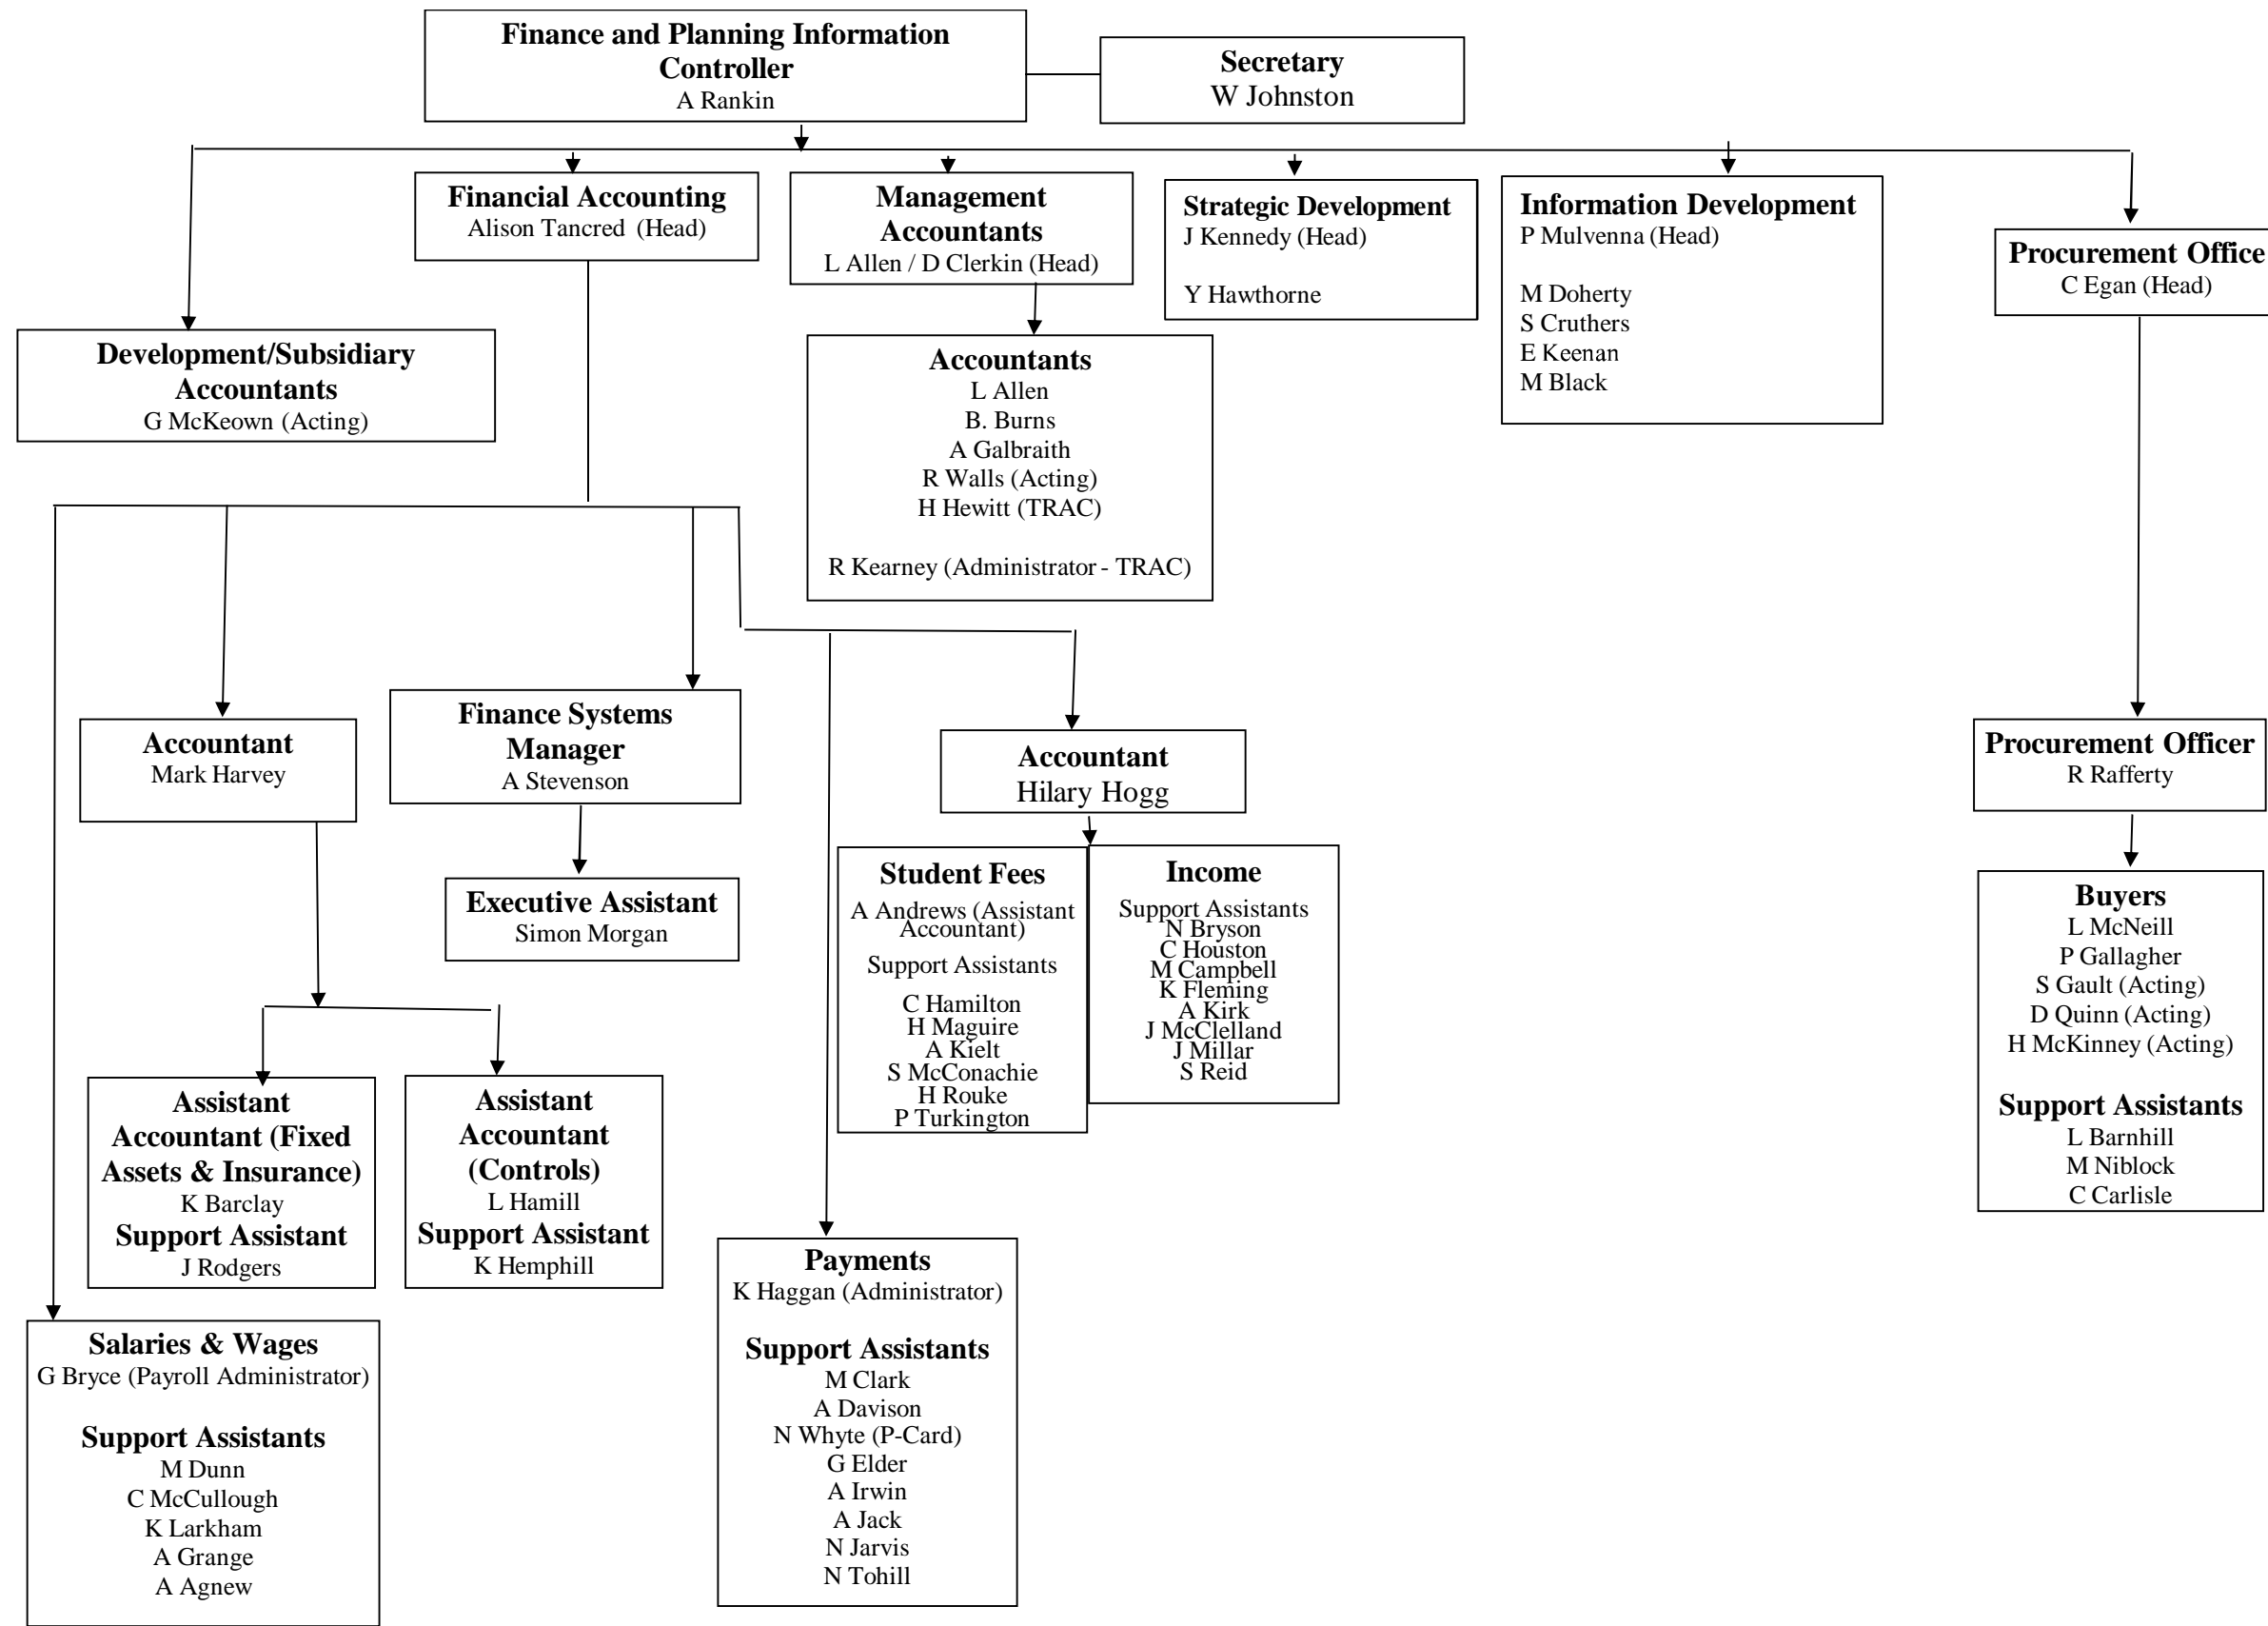 Finance and Planning Information
Controller
A Rankin
Secretary
W Johnston
Financial Accounting
Alison Tancred (Head)
Management
Accountants
L Allen / D Clerkin (Head)
Strategic Development
J Kennedy (Head)
Y Hawthorne
Information Development
P Mulvenna (Head)
M Doherty
S Cruthers
E Keenan
M Black
Procurement Office
C Egan (Head)
Development/Subsidiary
Accountants
G McKeown (Acting)
Accountants
L Allen
B. Burns
A Galbraith
R Walls (Acting)
H Hewitt (TRAC)
R Kearney (Administrator - TRAC)
Accountant
Mark Harvey
Finance Systems
Manager
A Stevenson
Accountant
Hilary Hogg
Procurement Officer
R Rafferty
Executive Assistant
Simon Morgan
Student Fees
A Andrews (Assistant
Accountant)
Support Assistants
C Hamilton
H Maguire
A Kielt
S McConachie
H Rouke
P Turkington
Income
Support Assistants
N Bryson
C Houston
M Campbell
K Fleming
A Kirk
J McClelland
J Millar
S Reid
Buyers
L McNeill
P Gallagher
S Gault (Acting)
D Quinn (Acting)
H McKinney (Acting)
Support Assistants
L Barnhill
M Niblock
C Carlisle
Assistant
Accountant (Fixed
Assets & Insurance)
K Barclay
Support Assistant
J Rodgers
Assistant
Accountant
(Controls)
L Hamill
Support Assistant
K Hemphill
Payments
K Haggan (Administrator)
Support Assistants
M Clark
A Davison
N Whyte (P-Card)
G Elder
A Irwin
A Jack
N Jarvis
N Tohill
Salaries & Wages
G Bryce (Payroll Administrator)
Support Assistants
M Dunn
C McCullough
K Larkham
A Grange
A Agnew